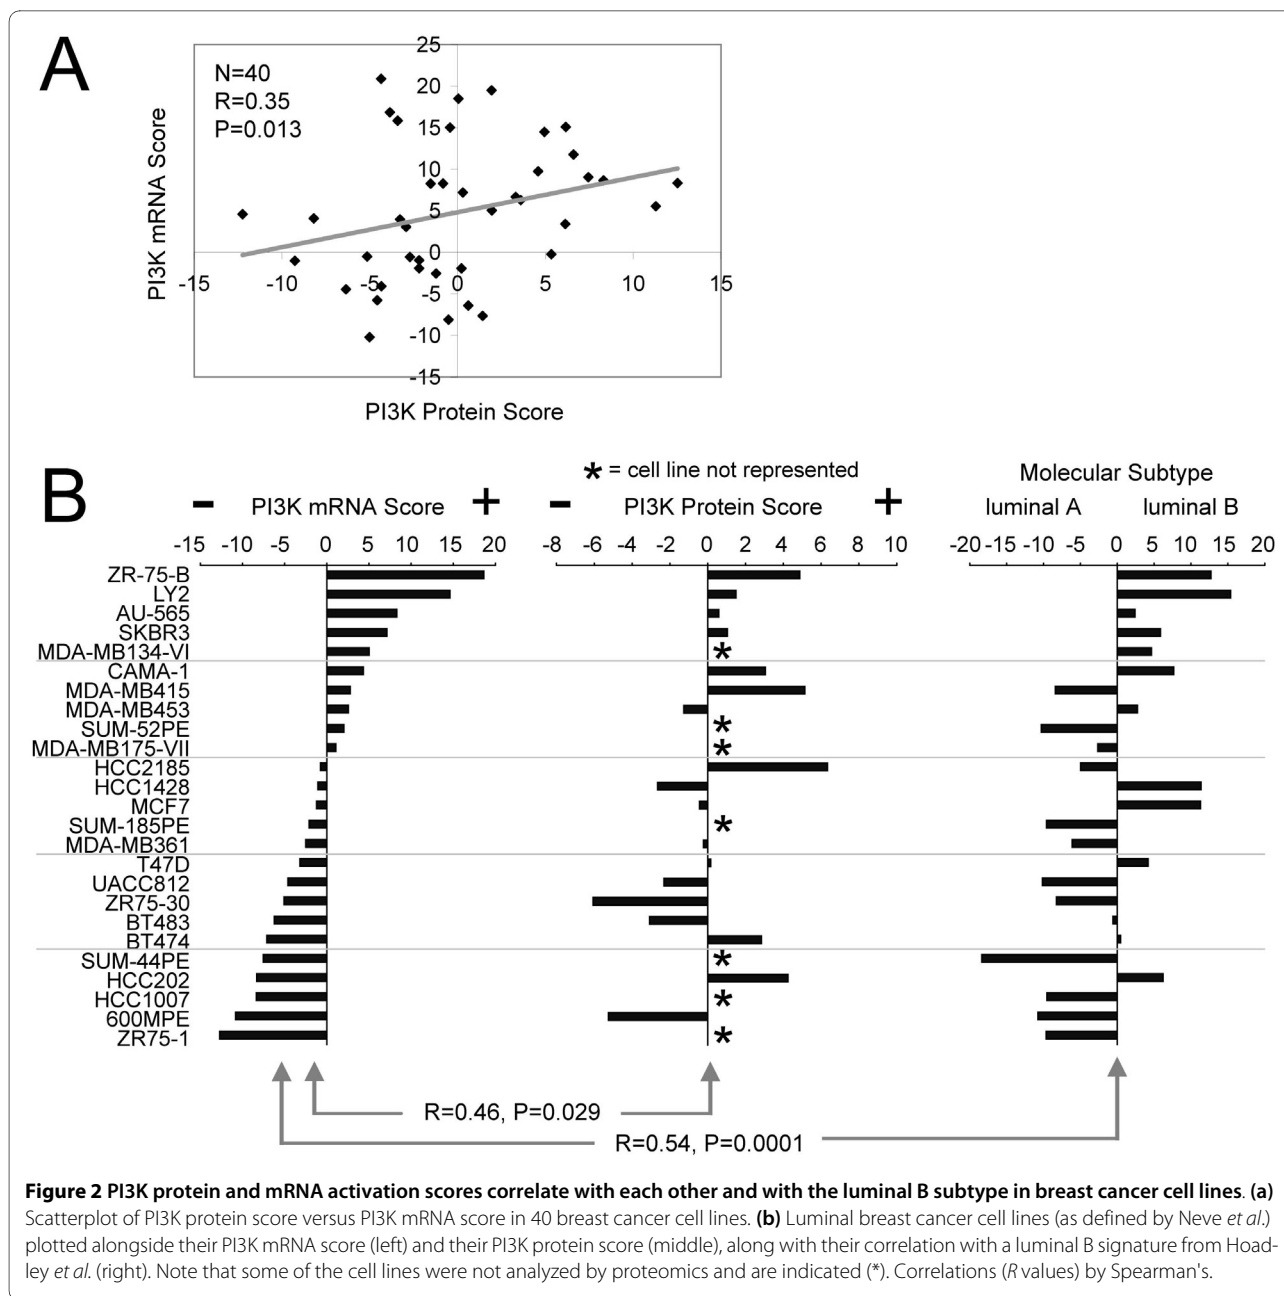 A
N=40
R=0.35
P=0.013
PI3K mRNA Score
25
20
15
10
5
0
-5
-10
-15
-15 -10 -5 0 5 10 15
PI3K Protein Score
B
* = cell line not represented
Molecular Subtype
- PI3K mRNA Score + - PI3K Protein Score + luminal A luminal B
-15 -10 -5 0 5 10 15 20 -8 -6 -4 -2 0 2 4 6 8 10 -20 -15 -10 -5 0 5 10 15 20
ZR-75-B
LY2
AU-565
SKBR3
MDA-MB134-VI *
CAMA-1
MDA-MB415
MDA-MB453
SUM-52PE *
MDA-MB175-VII *
HCC2185
HCC1428
MCF7
SUM-185PE *
MDA-MB361
T47D
UACC812
ZR75-30
BT483
BT474
SUM-44PE *
HCC202
HCC1007 *
600MPE
ZR75-1 *
R=0.46, P=0.029
R=0.54, P=0.0001
Figure 2 PI3K protein and mRNA activation scores correlate with each other and with the luminal B subtype in breast cancer cell lines. (a)
Scatterplot of PI3K protein score versus PI3K mRNA score in 40 breast cancer cell lines. (b) Luminal breast cancer cell lines (as defined by Neve et al.)
plotted alongside their PI3K mRNA score (left) and their PI3K protein score (middle), along with their correlation with a luminal B signature from Hoad-
ley et al. (right). Note that some of the cell lines were not analyzed by proteomics and are indicated (*). Correlations (R values) by Spearman's.